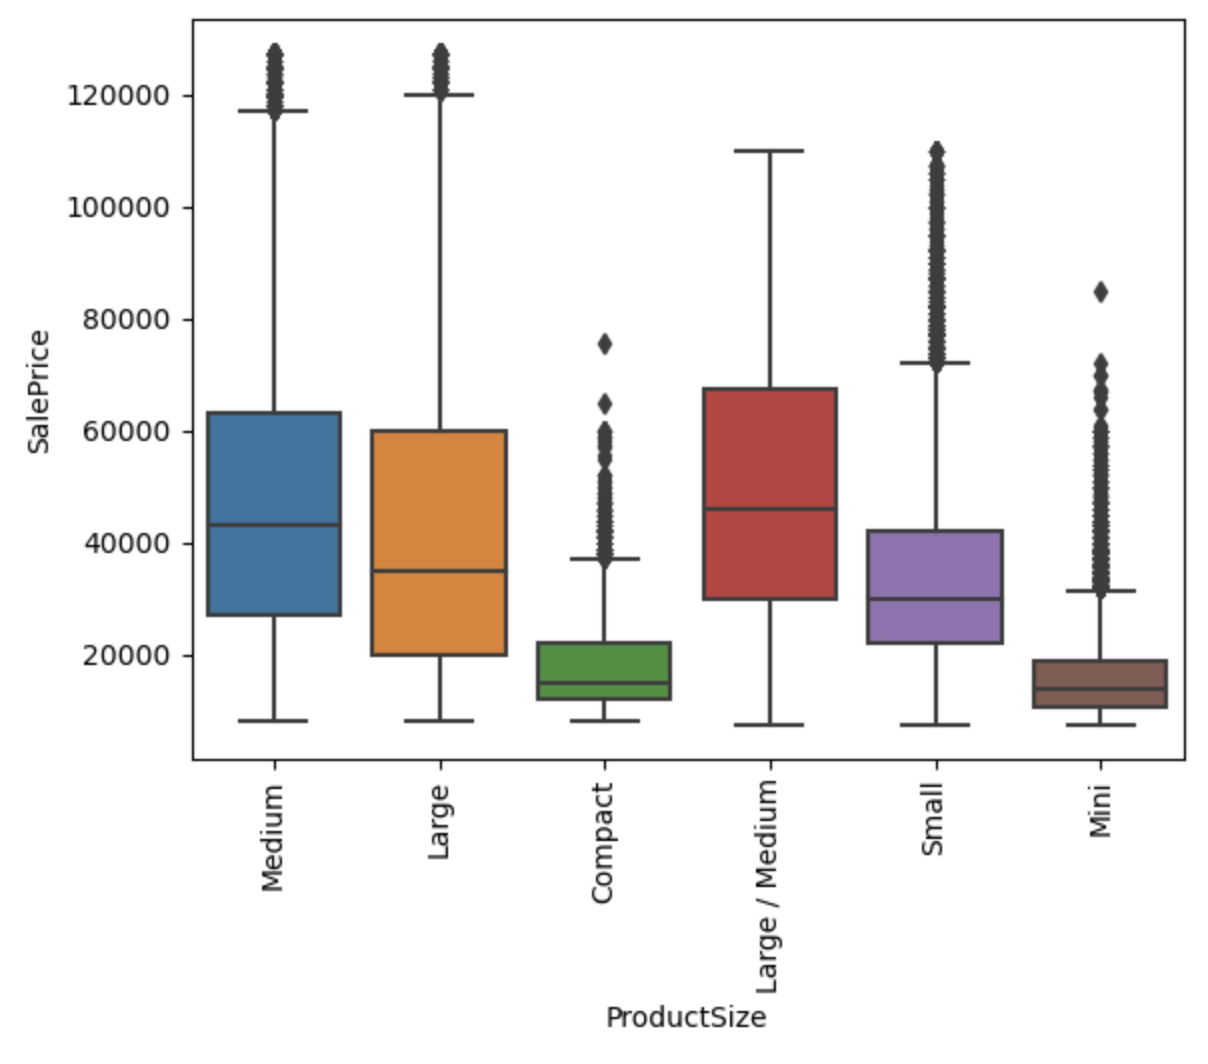 120000
100000
80000
60000
40000
20000
SalePrice
Medium
Large
Compact
Large / Medium
Small
Mini
ProductSize